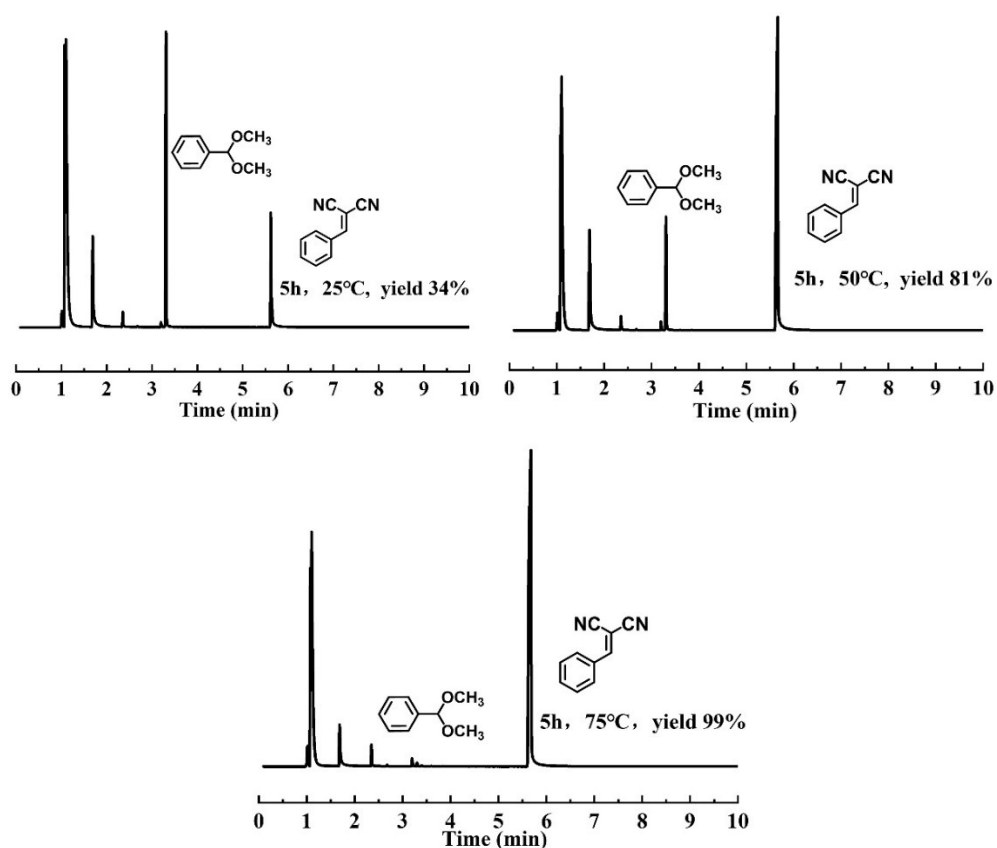 OCH₃
OCH₃
CN
NC
5h，25°C, yield 34%
0 1 2 3 4 5 6 7 8 9 10
Time (min)
OCH₃
OCH₃
NC
CN
5h，50°C, yield 81%
0 1 2 3 4 5 6 7 8 9 10
Time (min)
OCH₃
OCH₃
NC
CN
5h，75°C，yield 99%
0 1 2 3 4 5 6 7 8 9 10
Time (min)